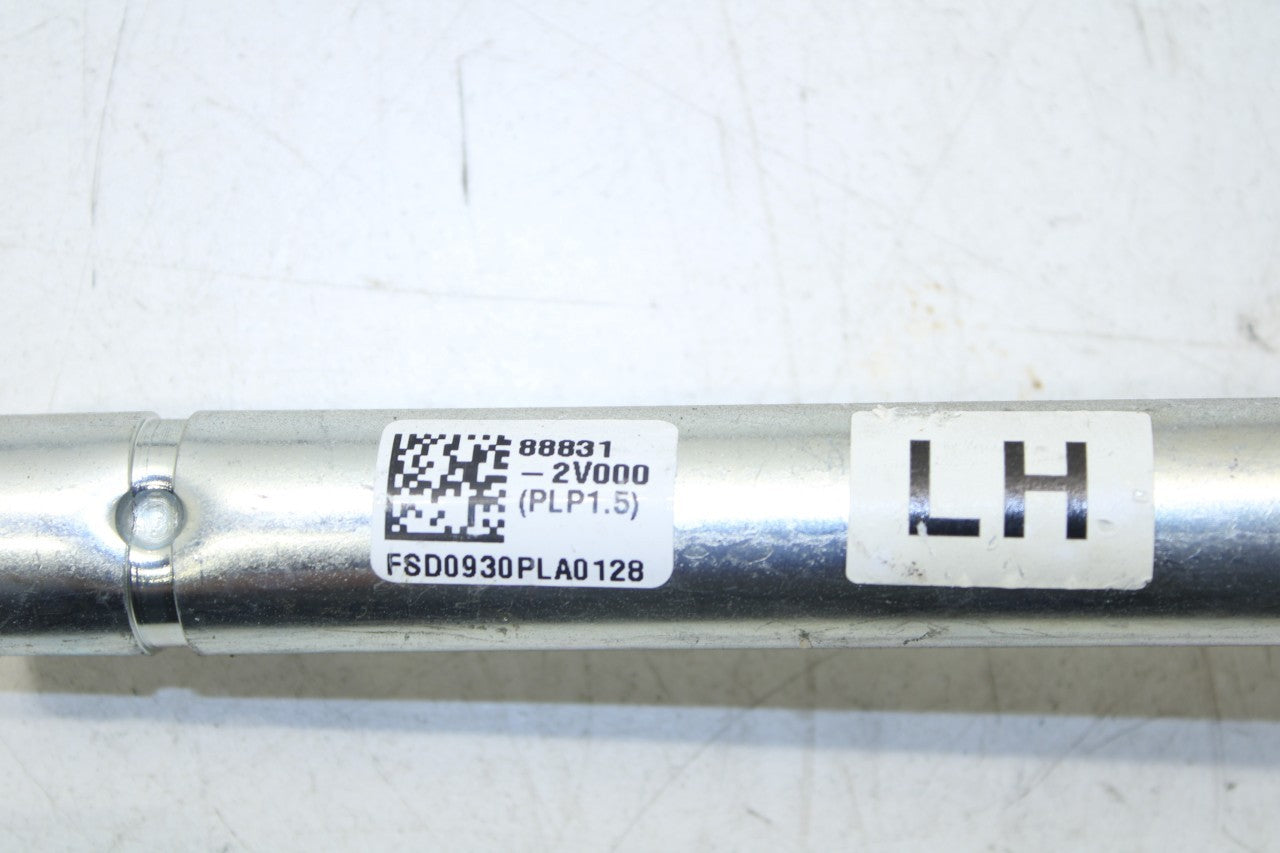 88831
-2V000
(PLP1.5)
FSD0930PLA0128
LH